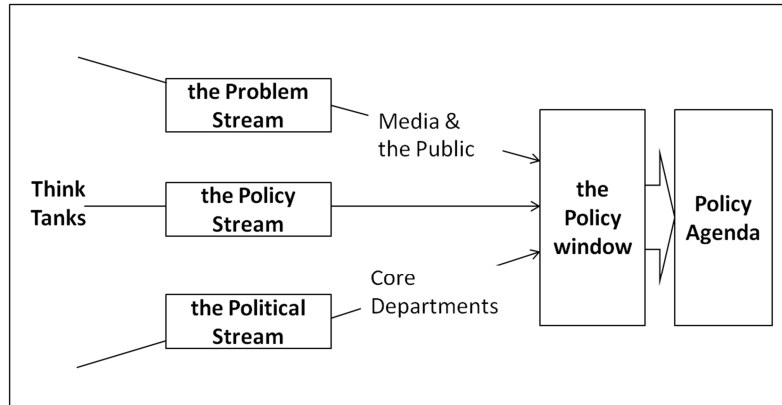 the Problem
Stream
Media &
the Public
Think
Tanks
the Policy
Stream
the Political
Stream
Core
Departments
the
Policy
window
Policy
Agenda